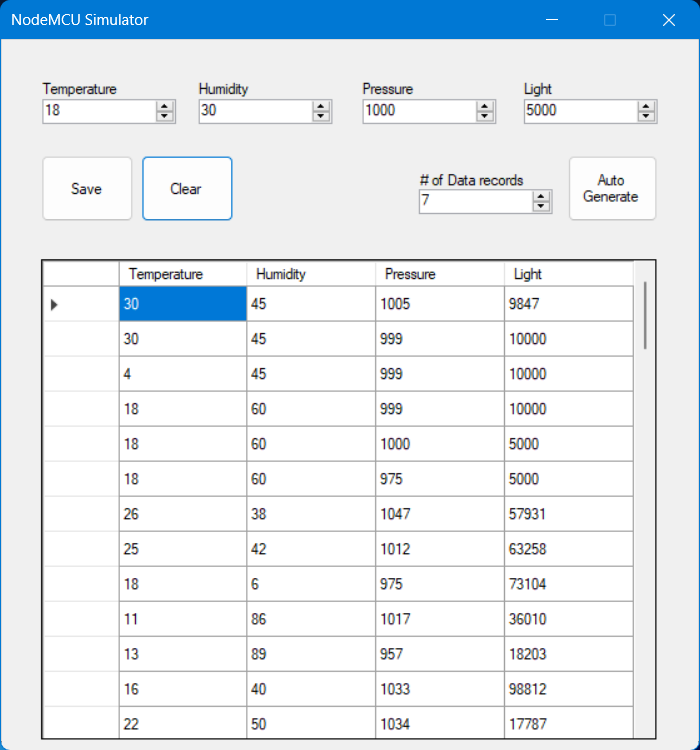 NodeMCU Simulator
Temperature Humidity Pressure Light
18 30 1000 5000
Save Clear # of Data records 7 Auto Generate
Temperature Humidity Pressure Light
30 45 1005 9847
30 45 999 10000
4 45 999 10000
18 60 999 10000
18 60 1000 5000
18 60 975 5000
26 38 1047 57931
25 42 1012 63258
18 6 975 73104
11 86 1017 36010
13 89 957 18203
16 40 1033 98812
22 50 1034 17787